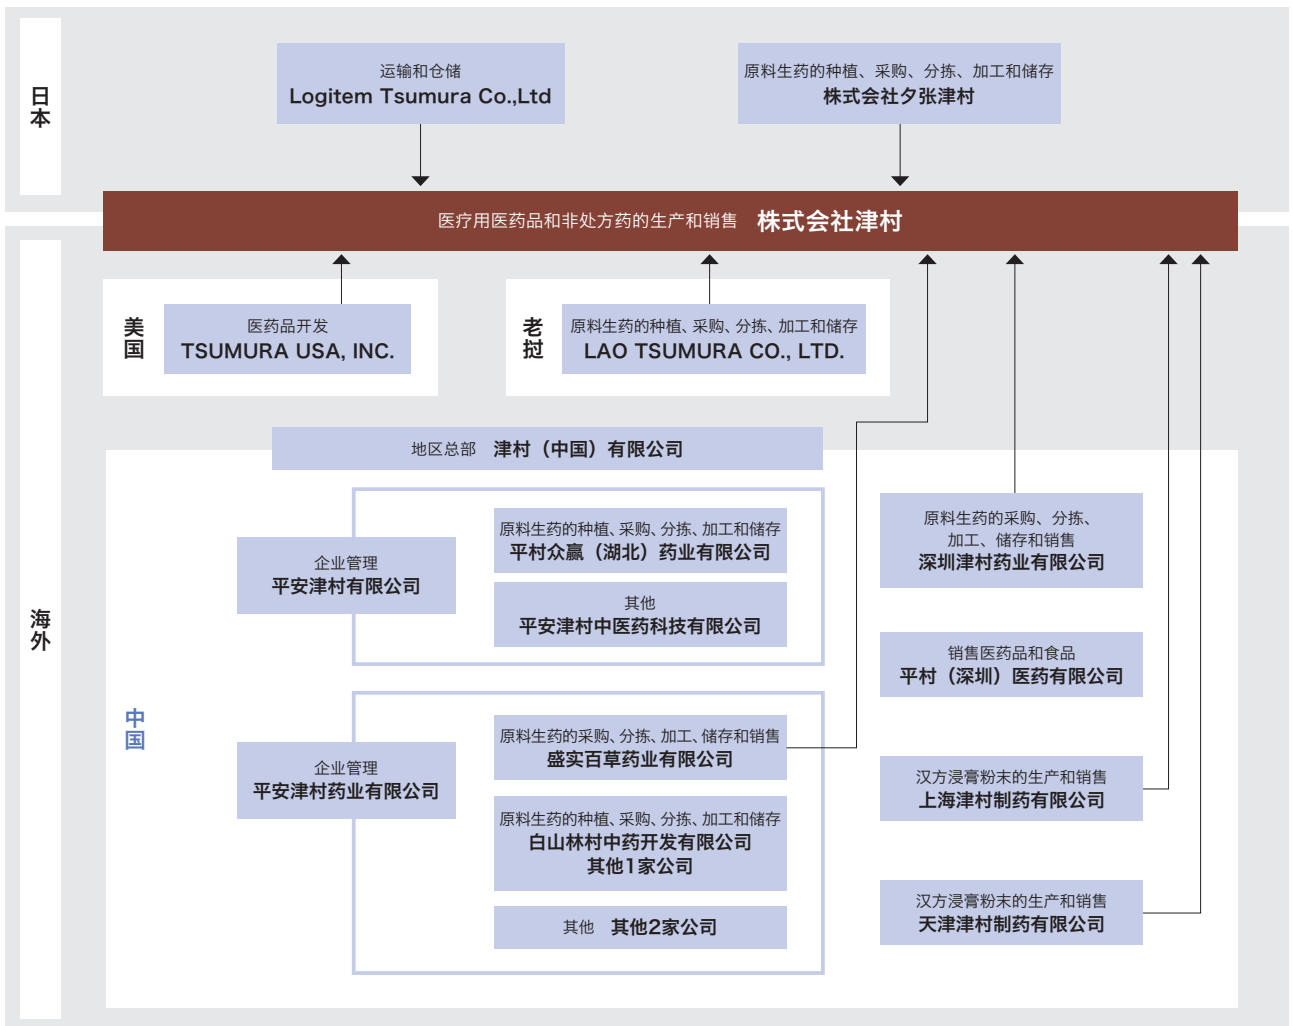 日本
运输和仓储
Logitem Tsumura Co.,Ltd
原料生药的种植、采购、分拣、加工和储存
株式会社夕张津村
医疗用医药品和非处方药的生产和销售 株式会社津村
海外
美国
医药品开发
TSUMURA USA, INC.
老挝
原料生药的种植、采购、分拣、加工和储存
LAO TSUMURA CO., LTD.
中国
地区总部 津村（中国）有限公司
企业管理
平安津村有限公司
原料生药的种植、采购、分拣、加工和储存
平村众赢（湖北）药业有限公司
其他
平安津村中医药科技有限公司
企业管理
平安津村药业有限公司
原料生药的采购、分拣、加工、储存和销售
盛实百草药业有限公司
原料生药的种植、采购、分拣、加工和储存
白山林村中药开发有限公司
其他1家公司
其他 其他2家公司
原料生药的采购、分拣、
加工、储存和销售
深圳津村药业有限公司
销售医药品和食品
平村（深圳）医药有限公司
汉方浸膏粉末的生产和销售
上海津村制药有限公司
汉方浸膏粉末的生产和销售
天津津村制药有限公司